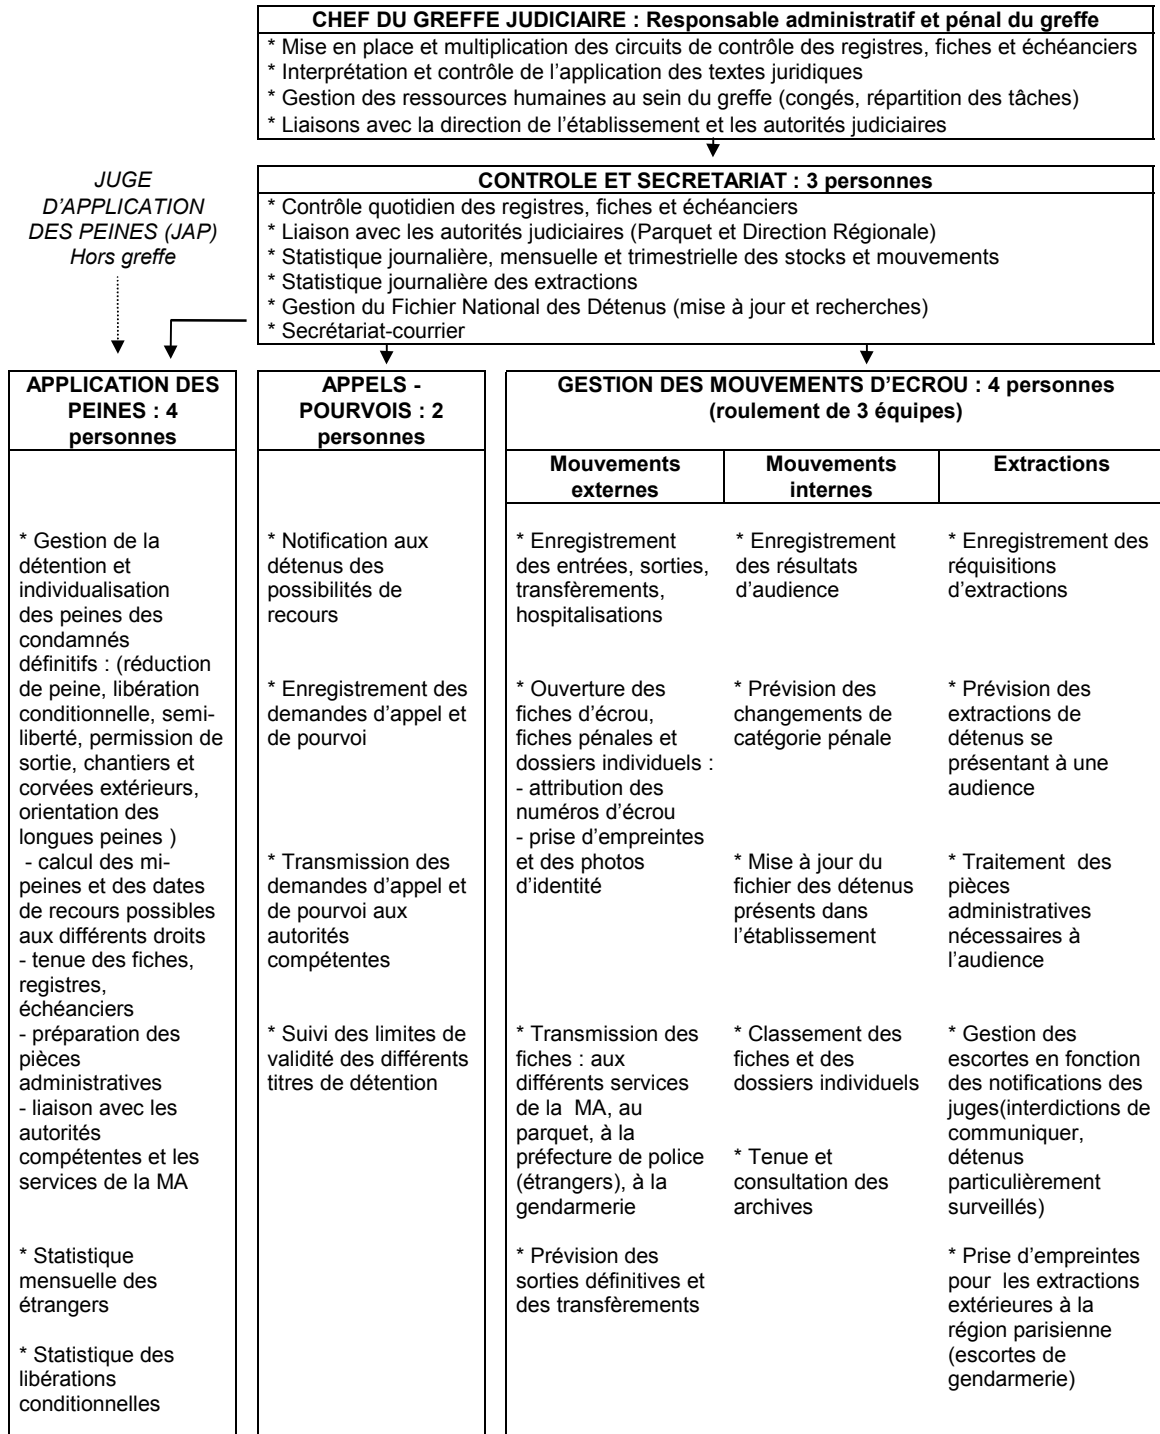 CHEF DU GREFFE JUDICIAIRE : Responsable administratif et pénal du greffe
* Mise en place et multiplication des circuits de contrôle des registres, fiches et échéanciers
* Interprétation et contrôle de l’application des textes juridiques
* Gestion des ressources humaines au sein du greffe (congés, répartition des tâches)
* Liaisons avec la direction de l’établissement et les autorités judiciaires
JUGE
D’APPLICATION
DES PEINES (JAP)
Hors greffe
CONTROLE ET SECRETARIAT : 3 personnes
* Contrôle quotidien des registres, fiches et échéanciers
* Liaison avec les autorités judiciaires (Parquet et Direction Régionale)
* Statistique journalière, mensuelle et trimestrielle des stocks et mouvements
* Statistique journalière des extractions
* Gestion du Fichier National des Détenus (mise à jour et recherches)
* Secrétariat-courrier
APPLICATION DES
PEINES : 4
personnes
* Gestion de la
détention et
individualisation
des peines des
condamnés
définitifs : (réduction
de peine, libération
conditionnelle, semi-
liberté, permission de
sortie, chantiers et
corvées extérieurs,
orientation des
longues peines )
- calcul des mi-
peines et des dates
de recours possibles
aux différents droits
- tenue des fiches,
registres,
échéanciers
- préparation des
pièces
administratives
- liaison avec les
autorités
compétentes et les
services de la MA
* Statistique
mensuelle des
étrangers
* Statistique des
libérations
conditionnelles
APPELS -
POURVOIS : 2
personnes
* Notification aux
détenus des
possibilités de
recours
* Enregistrement des
demandes d’appel et
de pourvoi
* Transmission des
demandes d’appel et
de pourvoi aux
autorités
compétentes
* Suivi des limites de
validité des différents
titres de détention
GESTION DES MOUVEMENTS D’ECROU : 4 personnes
(roulement de 3 équipes)
Mouvements
externes
* Enregistrement
des entrées, sorties,
transfèrements,
hospitalisations
* Ouverture des
fiches d’écrou,
fiches pénales et
dossiers individuels :
- attribution des
numéros d’écrou
- prise d’empreintes
et des photos
d’identité
* Transmission des
fiches : aux
différents services
de la MA, au
parquet, à la
préfecture de police
(étrangers), à la
gendarmerie
* Prévision des
sorties définitives et
des transfèrements
Mouvements
internes
* Enregistrement
des résultats
d’audience
* Prévision des
changements de
catégorie pénale
* Mise à jour du
fichier des détenus
présents dans
l’établissement
* Classement des
fiches et des
dossiers individuels
* Tenue et
consultation des
archives
Extractions
* Enregistrement des
réquisitions
d’extractions
* Prévision des
extractions de
détenus se
présentant à une
audience
* Traitement des
pièces
administratives
nécessaires à
l’audience
* Gestion des
escortes en fonction
des notifications des
juges(interdictions de
communiquer,
détenus
particulièrement
surveillés)
* Prise d’empreintes
pour les extractions
extérieures à la
région parisienne
(escortes de
gendarmerie)